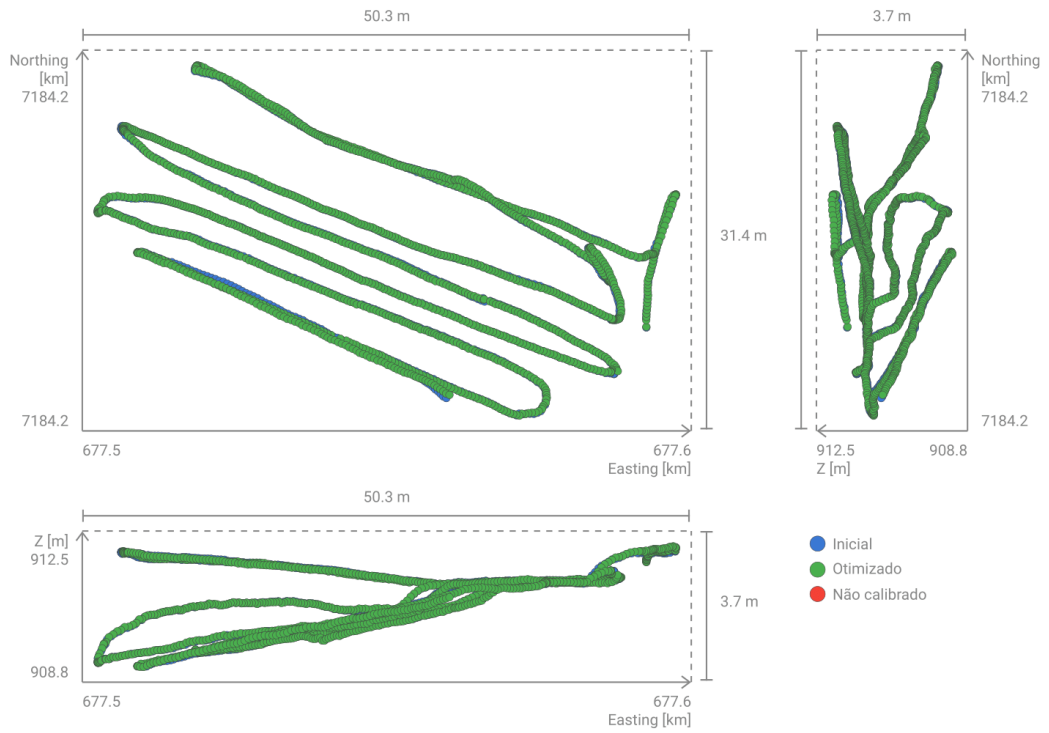 50.3 m
3.7 m
Northing
[km]
7184.2
Northing
[km]
7184.2
31.4 m
7184.2
7184.2
677.5
677.6
Easting [km]
912.5
908.8
Z [m]
50.3 m
Z [m]
912.5
3.7 m
908.8
677.5
677.6
Easting [km]
Inicial
Otimizado
Não calibrado